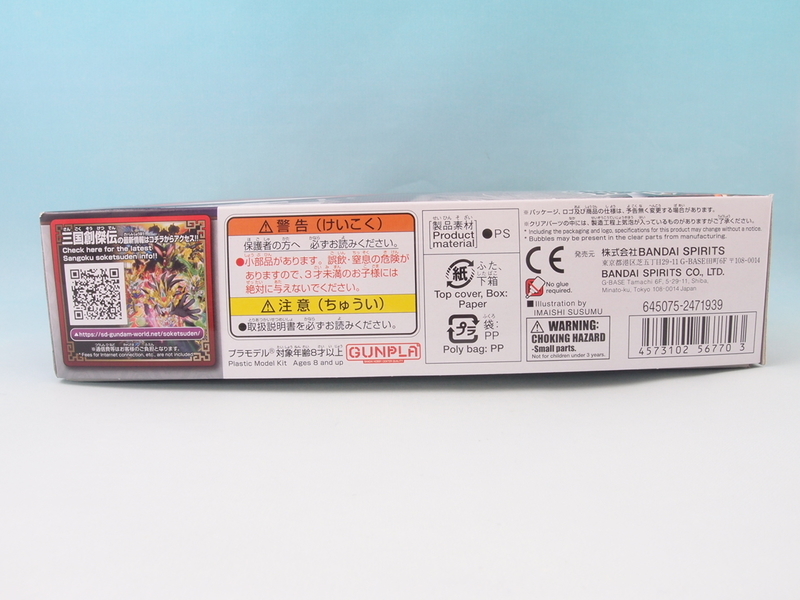 三国創傑伝の最新情報はコチラからアクセス!!
Check here for the latest
Sangoku soketsuden info!!
https://sd-gundam-world.net/soketsuden/
※通信費等はお客様のご負担となります。
*Fees for Internet connection, etc., are not included.
⚠警告(けいこく)
保護者の方へ 必ずお読みください。
●小部品があります。誤飲・窒息の危険が
ありますので、3才未満のお子様には
絶対に与えないでください。
⚠注意(ちゅうい)
●取扱説明書を必ずお読みください。
プラモデル 対象年齢8才以上
Plastic Model Kit Ages 8 and up
GUNPLA
製品素材
Product
material
●PS
紙
ふた、
下箱
Top cover, Box:
Paper
プラ
袋:
PP
Poly bag: PP
※パッケージ、ロゴ及び商品の仕様は、予告無く変更する場合があります。
※クリアパーツの中には、製造工程上気泡が入っているものがありますがご了承ください。
* Including the packaging and logo, specifications for this product may change without a notice.
* Bubbles may be present in the clear parts from manufacturing.
CE
発売元
株式会社BANDAI SPIRITS
東京都港区芝五丁目29-11 G-BASE田町 〒108-0014
BANDAI SPIRITS CO., LTD.
G-BASE Tamachi 6F, 5-29-11, Shiba,
Minato-ku, Tokyo 108-0014 Japan
No glue
required.
■Illustration by
IMAISHI SUSUMU
⚠WARNING:
CHOKING HAZARD
-Small parts.
Not for children under 3 years.
645075-2471939
4573102 56770 3